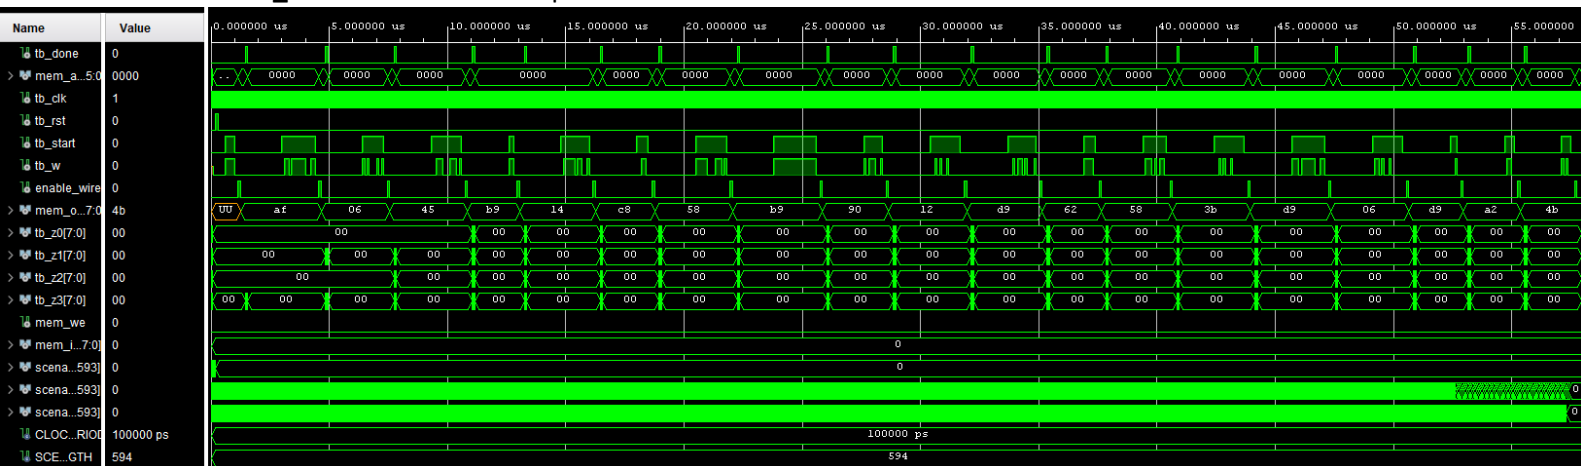 Name Value 0.000000 us 5.000000 us 10.000000 us 15.000000 us 20.000000 us 25.000000 us 30.000000 us 35.000000 us 40.000000 us 45.000000 us 50.000000 us 55.000000
tb_done 0
mem_a...5:0 0000 .. 0000 0000 0000 0000 0000 0000 0000 0000 0000 0000 0000 0000 0000 0000 0000 0000 0000 0000
tb_clk 1
tb_rst 0
tb_start 0
tb_w 0
enable_wire 0
mem_o...7:0 4b UU af 06 45 b9 14 c8 58 b9 90 12 d9 62 58 3b d9 06 d9 a2 4b
tb_z0[7:0] 00 00 00 00 00 00 00 00 00 00 00 00 00 00 00 00 00 00
tb_z1[7:0] 00 00 00 00 00 00 00 00 00 00 00 00 00 00 00 00 00 00 00 00
tb_z2[7:0] 00 00 00 00 00 00 00 00 00 00 00 00 00 00 00 00 00 00 00
tb_z3[7:0] 00 00 00 00 00 00 00 00 00 00 00 00 00 00 00 00 00 00 00 00 00
mem_we 0
mem_i...7:0] 0 0
scena...593] 0 0
scena...593] 0 0
scena...593] 0 0
CLOC...RIOD 100000 ps 100000 ps
SCE...GTH 594 594